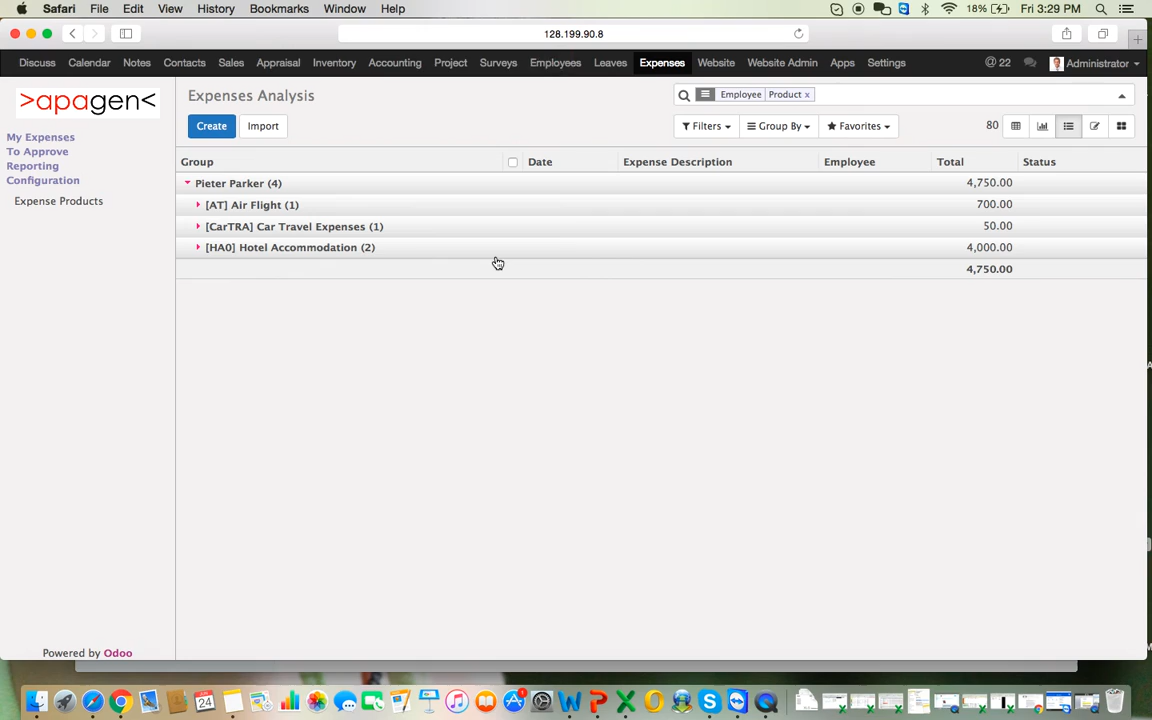 Safari File Edit View History Bookmarks Window Help 18% Fri 3:29 PM
128.199.90.8
Discuss Calendar Notes Contacts Sales Appraisal Inventory Accounting Project Surveys Employees Leaves Expenses Website Website Admin Apps Settings @ 22 Administrator
>apagen<
Expenses Analysis
Employee Product x
Create Import
Filters Group By Favorites 80
My Expenses
To Approve
Reporting
Configuration
Expense Products
Group Date Expense Description Employee Total Status
Pieter Parker (4) 4,750.00
[AT] Air Flight (1) 700.00
[CarTRA] Car Travel Expenses (1) 50.00
[HA0] Hotel Accommodation (2) 4,000.00
4,750.00
Powered by Odoo
24
1